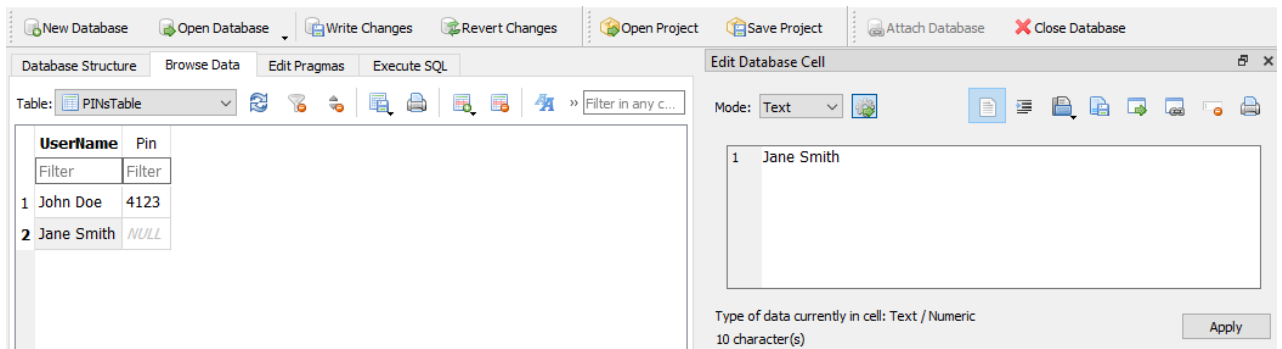 New Database Open Database Write Changes Revert Changes Open Project Save Project Attach Database Close Database
Database Structure Browse Data Edit Pragmas Execute SQL
Table: PINsTable » Filter in any c...
UserName Pin
Filter Filter
1 John Doe 4123
2 Jane Smith NULL
Edit Database Cell
Mode: Text
1 Jane Smith
Type of data currently in cell: Text / Numeric
10 character(s)
Apply